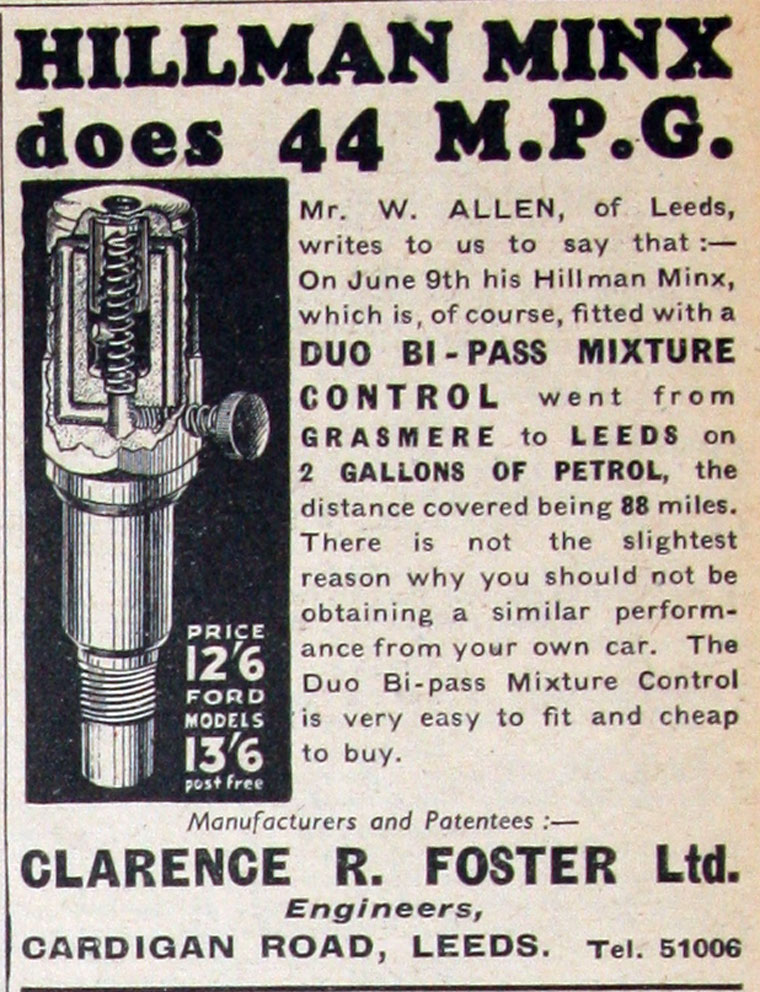 HILLMAN MINX
does 44 M.P.G.
Mr. W. ALLEN, of Leeds,
writes to us to say that :—
On June 9th his Hillman Minx,
which is, of course, fitted with a
DUO BI-PASS MIXTURE
CONTROL went from
GRASMERE to LEEDS on
2 GALLONS OF PETROL, the
distance covered being 88 miles.
There is not the slightest
reason why you should not be
obtaining a similar perform-
ance from your own car. The
Duo Bi-pass Mixture Control
is very easy to fit and cheap
to buy.
PRICE
12'6
FORD
MODELS
13'6
post free
Manufacturers and Patentees :—
CLARENCE R. FOSTER Ltd.
Engineers,
CARDIGAN ROAD, LEEDS. Tel. 51006